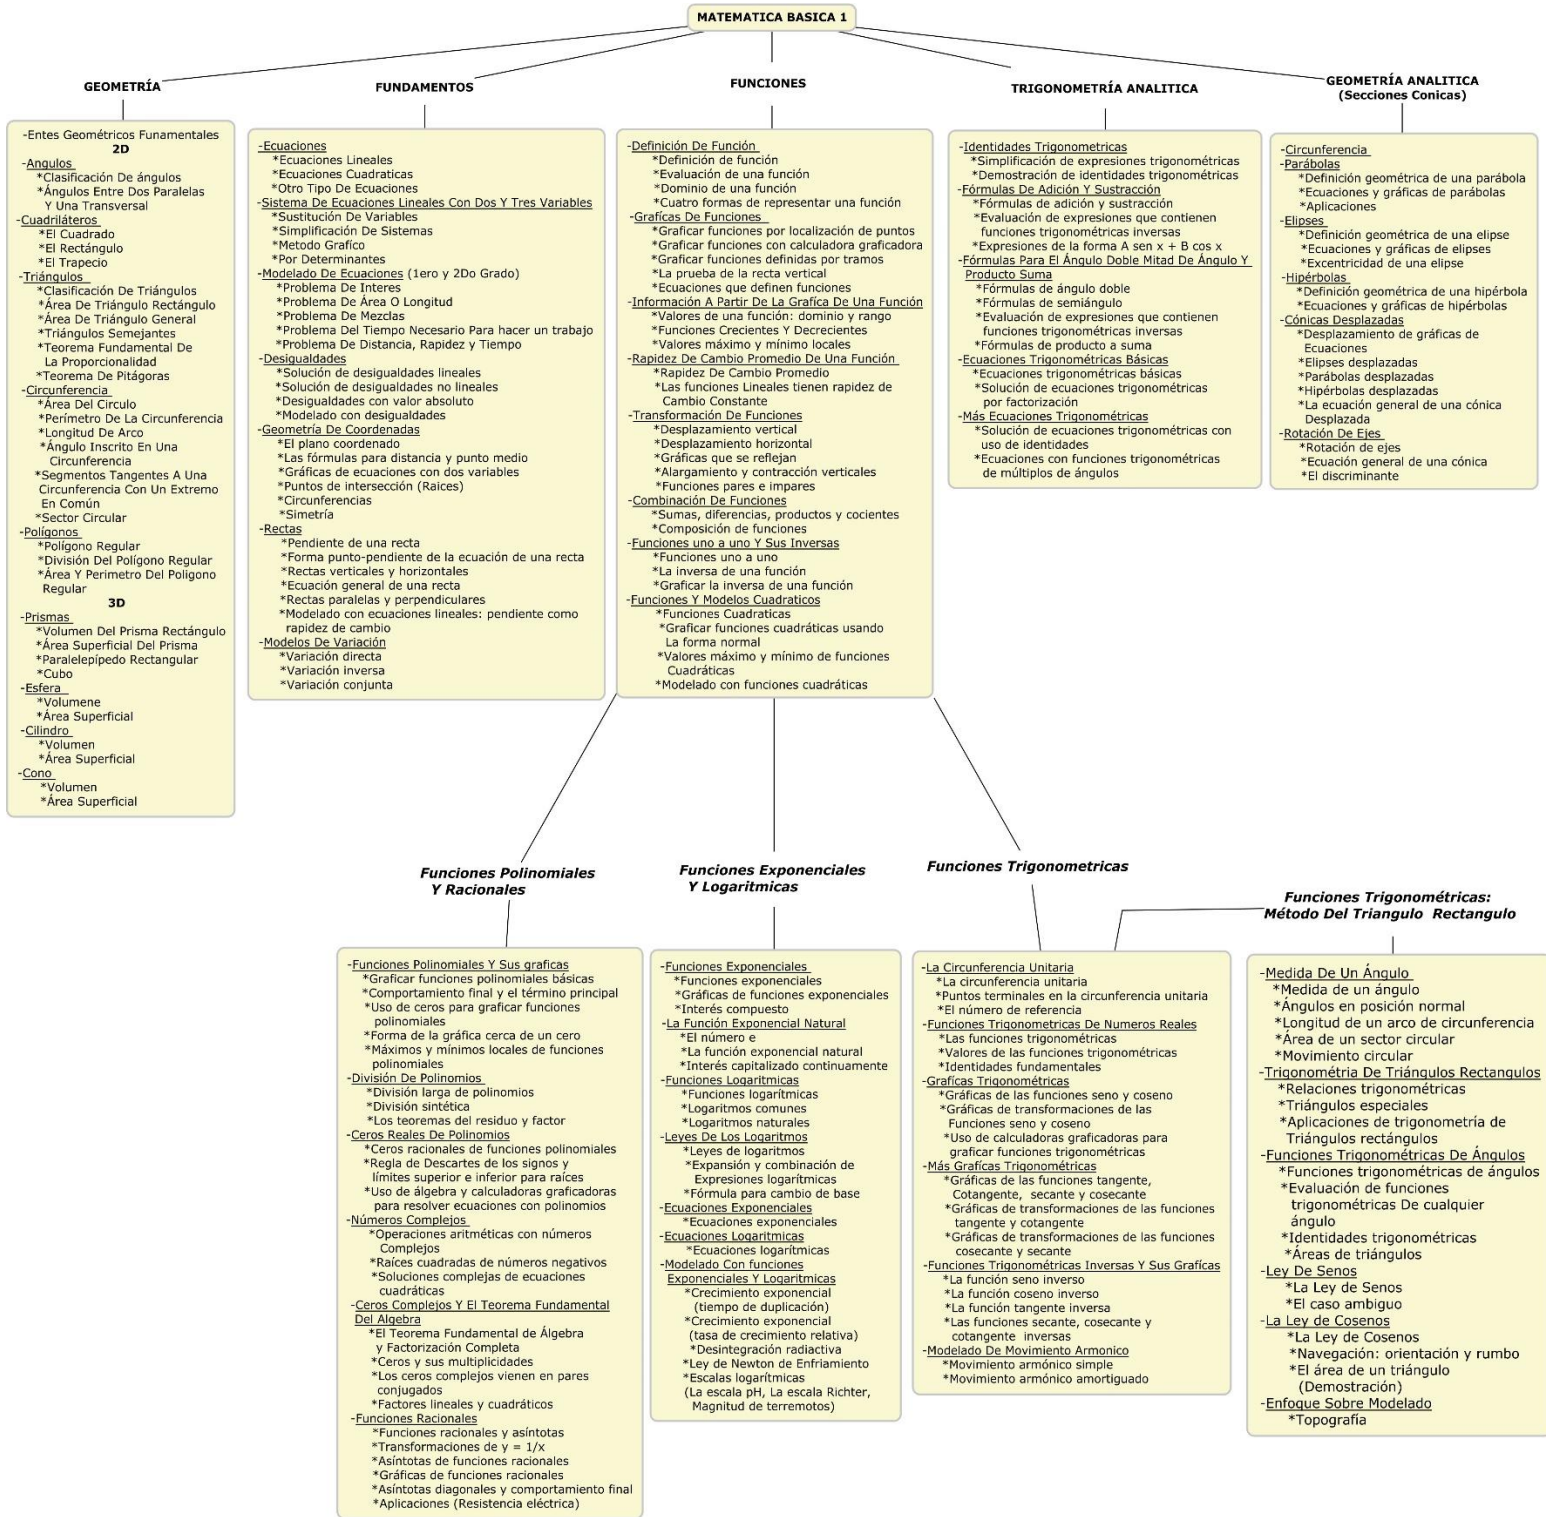 MATEMATICA BASICA 1
GEOMETRÍA
-Entes Geométricos Funamentales
2D
-Angulos
*Clasificación De ángulos
*Ángulos Entre Dos Paralelas
Y Una Transversal
-Cuadriláteros
*El Cuadrado
*El Rectángulo
*El Trapecio
-Triángulos
*Clasificación De Triángulos
*Área De Triángulo Rectángulo
*Área De Triángulo General
*Triángulos Semejantes
*Teorema Fundamental De
La Proporcionalidad
*Teorema De Pitágoras
-Circunferencia
*Área Del Circulo
*Perímetro De La Circunferencia
*Longitud De Arco
*Ángulo Inscrito En Una
Circunferencia
*Segmentos Tangentes A Una
Circunferencia Con Un Extremo
En Común
*Sector Circular
-Polígonos
*Polígono Regular
*División Del Polígono Regular
*Área Y Perimetro Del Poligono
Regular
3D
-Prismas
*Volumen Del Prisma Rectángulo
*Área Superficial Del Prisma
*Paralelepípedo Rectangular
*Cubo
-Esfera
*Volumene
*Área Superficial
-Cilindro
*Volumen
*Área Superficial
-Cono
*Volumen
*Área Superficial
FUNDAMENTOS
-Ecuaciones
*Ecuaciones Lineales
*Ecuaciones Cuadraticas
*Otro Tipo De Ecuaciones
-Sistema De Ecuaciones Lineales Con Dos Y Tres Variables
*Sustitución De Variables
*Simplificación De Sistemas
*Metodo Grafíco
*Por Determinantes
-Modelado De Ecuaciones (1ero y 2Do Grado)
*Problema De Interes
*Problema De Área O Longitud
*Problema De Mezclas
*Problema Del Tiempo Necesario Para hacer un trabajo
*Problema De Distancia, Rapidez y Tiempo
-Desigualdades
*Solución de desigualdades lineales
*Solución de desigualdades no lineales
*Desigualdades con valor absoluto
*Modelado con desigualdades
-Geometría De Coordenadas
*El plano coordenado
*Las fórmulas para distancia y punto medio
*Gráficas de ecuaciones con dos variables
*Puntos de intersección (Raices)
*Circunferencias
*Simetría
-Rectas
*Pendiente de una recta
*Forma punto-pendiente de la ecuación de una recta
*Rectas verticales y horizontales
*Ecuación general de una recta
*Rectas paralelas y perpendiculares
*Modelado con ecuaciones lineales: pendiente como
rapidez de cambio
-Modelos De Variación
*Variación directa
*Variación inversa
*Variación conjunta
FUNCIONES
-Definición De Función
*Definición de función
*Evaluación de una función
*Dominio de una función
*Cuatro formas de representar una función
-Grafícas De Funciones
*Graficar funciones por localización de puntos
*Graficar funciones con calculadora graficadora
*Graficar funciones definidas por tramos
*La prueba de la recta vertical
*Ecuaciones que definen funciones
-Información A Partir De La Grafíca De Una Función
*Valores de una función: dominio y rango
*Funciones Crecientes Y Decrecientes
*Valores máximo y mínimo locales
-Rapidez De Cambio Promedio De Una Función
*Rapidez De Cambio Promedio
*Las funciones Lineales tienen rapidez de
Cambio Constante
-Transformación De Funciones
*Desplazamiento vertical
*Desplazamiento horizontal
*Gráficas que se reflejan
*Alargamiento y contracción verticales
*Funciones pares e impares
-Combinación De Funciones
*Sumas, diferencias, productos y cocientes
*Composición de funciones
-Funciones uno a uno Y Sus Inversas
*Funciones uno a uno
*La inversa de una función
*Graficar la inversa de una función
-Funciones Y Modelos Cuadraticos
*Funciones Cuadraticas
*Graficar funciones cuadráticas usando
La forma normal
*Valores máximo y mínimo de funciones
Cuadráticas
*Modelado con funciones cuadráticas
TRIGONOMETRÍA ANALITICA
-Identidades Trigonometricas
*Simplificación de expresiones trigonométricas
*Demostración de identidades trigonométricas
-Fórmulas De Adición Y Sustracción
*Fórmulas de adición y sustracción
*Evaluación de expresiones que contienen
funciones trigonométricas inversas
*Expresiones de la forma A sen x + B cos x
-Fórmulas Para El Ángulo Doble Mitad De Ángulo Y
Producto Suma
*Fórmulas de ángulo doble
*Fórmulas de semiángulo
*Evaluación de expresiones que contienen
funciones trigonométricas inversas
*Fórmulas de producto a suma
-Ecuaciones Trigonométricas Básicas
*Ecuaciones trigonométricas básicas
*Solución de ecuaciones trigonométricas
por factorización
-Más Ecuaciones Trigonométricas
*Solución de ecuaciones trigonométricas con
uso de identidades
*Ecuaciones con funciones trigonométricas
de múltiplos de ángulos
GEOMETRÍA ANALITICA
(Secciones Conicas)
-Circunferencia
-Parábolas
*Definición geométrica de una parábola
*Ecuaciones y gráficas de parábolas
*Aplicaciones
-Elipses
*Definición geométrica de una elipse
*Ecuaciones y gráficas de elipses
*Excentricidad de una elipse
-Hipérbolas
*Definición geométrica de una hipérbola
*Ecuaciones y gráficas de hipérbolas
-Cónicas Desplazadas
*Desplazamiento de gráficas de
Ecuaciones
*Elipses desplazadas
*Parábolas desplazadas
*Hipérbolas desplazadas
*La ecuación general de una cónica
Desplazada
-Rotación De Ejes
*Rotación de ejes
*Ecuación general de una cónica
*El discriminante
Funciones Polinomiales
Y Racionales
-Funciones Polinomiales Y Sus graficas
*Graficar funciones polinomiales básicas
*Comportamiento final y el término principal
*Uso de ceros para graficar funciones
polinomiales
*Forma de la gráfica cerca de un cero
*Máximos y mínimos locales de funciones
polinomiales
-División De Polinomios
*División larga de polinomios
*División sintética
*Los teoremas del residuo y factor
-Ceros Reales De Polinomios
*Ceros racionales de funciones polinomiales
*Regla de Descartes de los signos y
límites superior e inferior para raíces
*Uso de álgebra y calculadoras graficadoras
para resolver ecuaciones con polinomios
-Números Complejos
*Operaciones aritméticas con números
Complejos
*Raíces cuadradas de números negativos
*Soluciones complejas de ecuaciones
cuadráticas
-Ceros Complejos Y El Teorema Fundamental
Del Algebra
*El Teorema Fundamental de Álgebra
y Factorización Completa
*Ceros y sus multiplicidades
*Los ceros complejos vienen en pares
conjugados
*Factores lineales y cuadráticos
-Funciones Racionales
*Funciones racionales y asíntotas
*Transformaciones de y = 1/x
*Asíntotas de funciones racionales
*Gráficas de funciones racionales
*Asíntotas diagonales y comportamiento final
*Aplicaciones (Resistencia eléctrica)
Funciones Exponenciales
Y Logaritmicas
-Funciones Exponenciales
*Funciones exponenciales
*Gráficas de funciones exponenciales
*Interés compuesto
-La Función Exponencial Natural
*El número e
*La función exponencial natural
*Interés capitalizado continuamente
-Funciones Logaritmicas
*Funciones logarítmicas
*Logaritmos comunes
*Logaritmos naturales
-Leyes De Los Logaritmos
*Leyes de logaritmos
*Expansión y combinación de
Expresiones logarítmicas
*Fórmula para cambio de base
-Ecuaciones Exponenciales
*Ecuaciones exponenciales
-Ecuaciones Logaritmicas
*Ecuaciones logarítmicas
-Modelado Con funciones
Exponenciales Y Logaritmicas
*Crecimiento exponencial
(tiempo de duplicación)
*Crecimiento exponencial
(tasa de crecimiento relativa)
*Desintegración radiactiva
*Ley de Newton de Enfriamiento
*Escalas logarítmicas
(La escala pH, La escala Richter,
Magnitud de terremotos)
Funciones Trigonometricas
-La Circunferencia Unitaria
*La circunferencia unitaria
*Puntos terminales en la circunferencia unitaria
*El número de referencia
-Funciones Trigonometricas De Numeros Reales
*Las funciones trigonométricas
*Valores de las funciones trigonométricas
*Identidades fundamentales
-Grafícas Trigonométricas
*Gráficas de las funciones seno y coseno
*Gráficas de transformaciones de las
Funciones seno y coseno
*Uso de calculadoras graficadoras para
graficar funciones trigonométricas
-Más Grafícas Trigonométricas
*Gráficas de las funciones tangente,
Cotangente, secante y cosecante
*Gráficas de transformaciones de las funciones
tangente y cotangente
*Gráficas de transformaciones de las funciones
cosecante y secante
-Funciones Trigonométricas Inversas Y Sus Grafícas
*La función seno inverso
*La función coseno inverso
*La función tangente inversa
*Las funciones secante, cosecante y
cotangente inversas
-Modelado De Movimiento Armonico
*Movimiento armónico simple
*Movimiento armónico amortiguado
Funciones Trigonométricas:
Método Del Triangulo Rectangulo
-Medida De Un Ángulo
*Medida de un ángulo
*Ángulos en posición normal
*Longitud de un arco de circunferencia
*Área de un sector circular
*Movimiento circular
-Trigonométria De Triángulos Rectangulos
*Relaciones trigonométricas
*Triángulos especiales
*Aplicaciones de trigonometría de
Triángulos rectángulos
-Funciones Trigonométricas De Ángulos
*Funciones trigonométricas de ángulos
*Evaluación de funciones
trigonométricas De cualquier
ángulo
*Identidades trigonométricas
*Áreas de triángulos
-Ley De Senos
*La Ley de Senos
*El caso ambiguo
-La Ley de Cosenos
*La Ley de Cosenos
*Navegación: orientación y rumbo
*El área de un triángulo
(Demostración)
-Enfoque Sobre Modelado
*Topografía